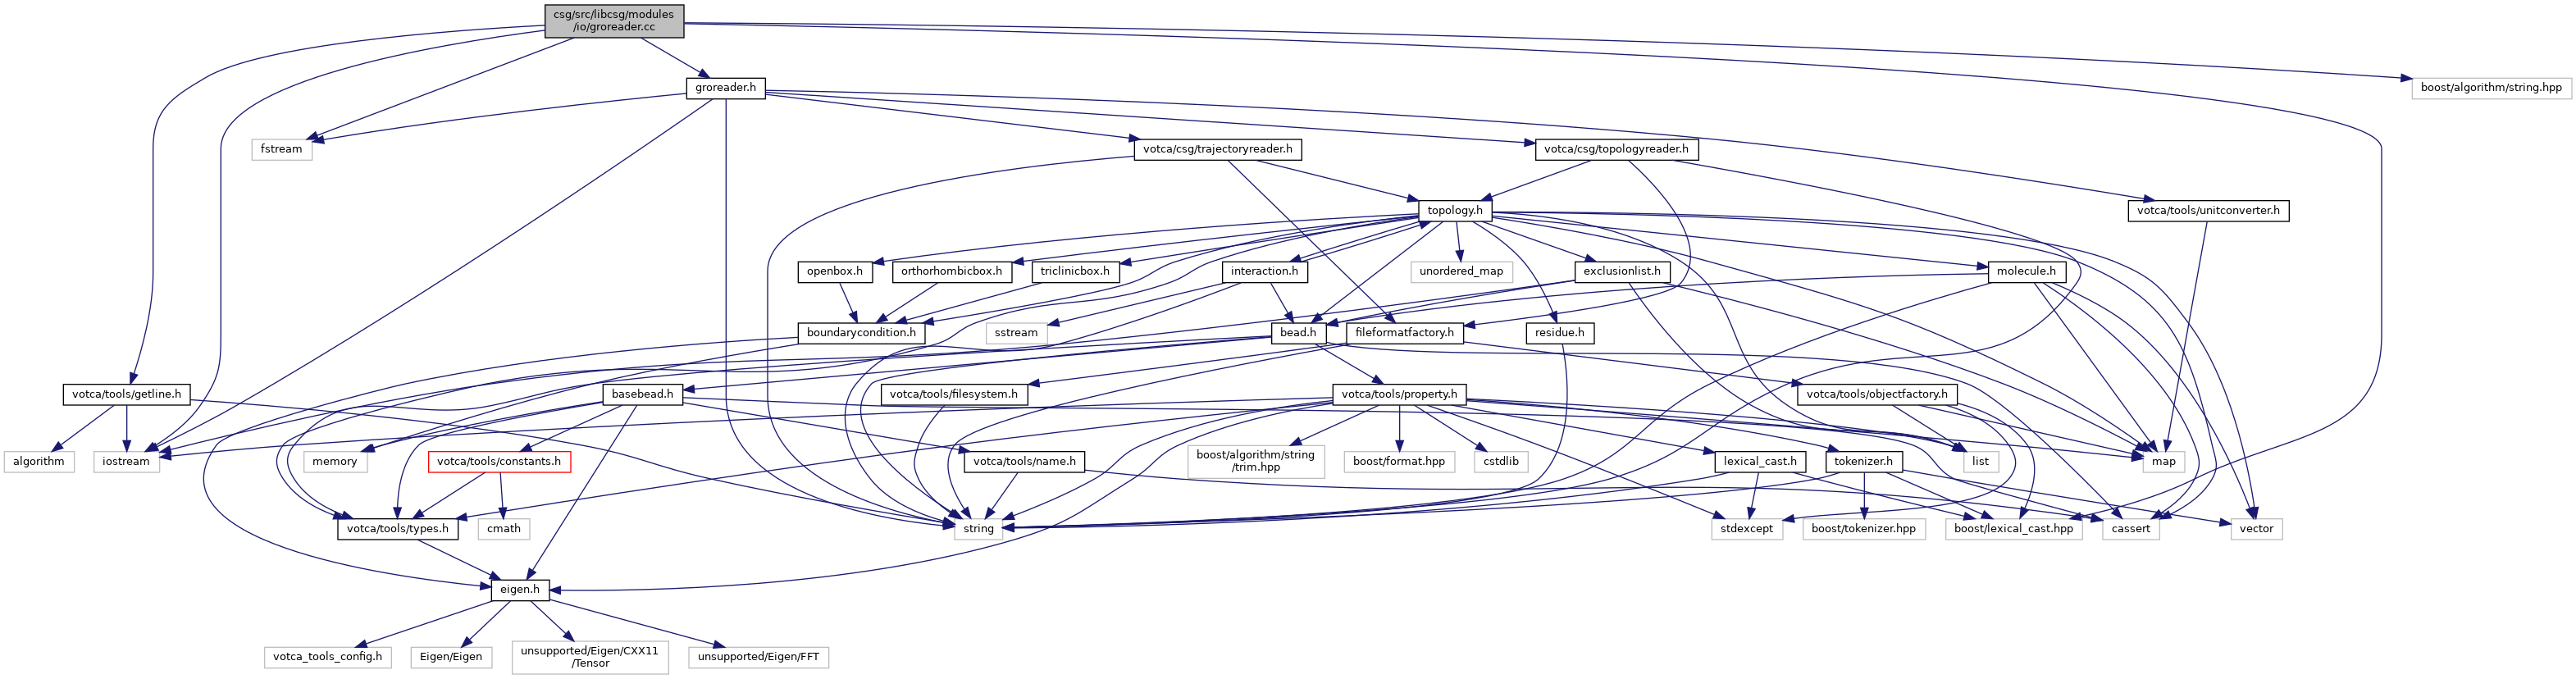 csg/src/libcsg/modules
/io/groreader.cc
groreader.h
boost/algorithm/string.hpp
fstream
votca/csg/trajectoryreader.h
votca/csg/topologyreader.h
topology.h
votca/tools/unitconverter.h
openbox.h
orthorhombicbox.h
triclinicbox.h
interaction.h
unordered_map
exclusionlist.h
molecule.h
boundarycondition.h
sstream
bead.h
fileformatfactory.h
residue.h
votca/tools/getline.h
basebead.h
votca/tools/filesystem.h
votca/tools/property.h
votca/tools/objectfactory.h
algorithm
iostream
memory
votca/tools/constants.h
votca/tools/name.h
boost/algorithm/string
/trim.hpp
boost/format.hpp
cstdlib
lexical_cast.h
tokenizer.h
list
map
votca/tools/types.h
cmath
string
stdexcept
boost/tokenizer.hpp
boost/lexical_cast.hpp
cassert
vector
eigen.h
votca_tools_config.h
Eigen/Eigen
unsupported/Eigen/CXX11
/Tensor
unsupported/Eigen/FFT